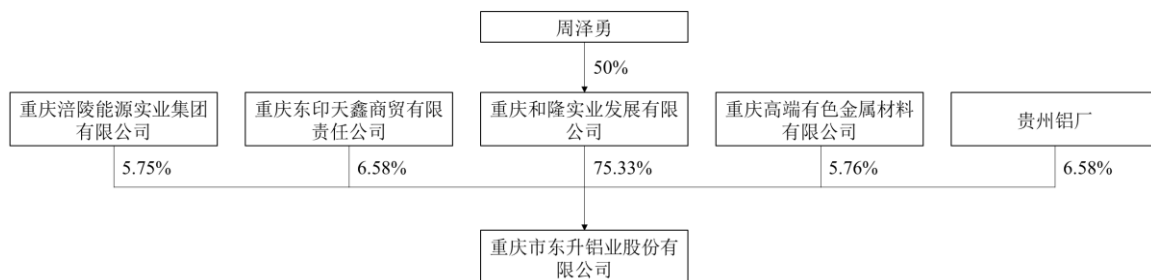 周泽勇
50%
重庆涪陵能源实业集团
有限公司
重庆东印天鑫商贸有限
责任公司
重庆和隆实业发展有限
公司
重庆高端有色金属材料
有限公司
贵州铝厂
5.75%
6.58%
75.33%
5.76%
6.58%
重庆市东升铝业股份有
限公司